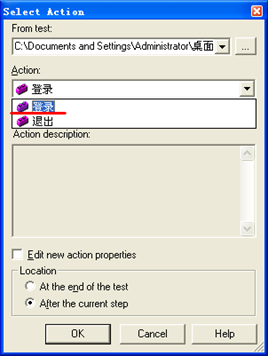 Select Action
From test:
C:\Documents and Settings\Administrator\桌面
...
Action:
登录
登录
退出
Action description:
Edit new action properties
Location
At the end of the test
After the current step
OK
Cancel
Help